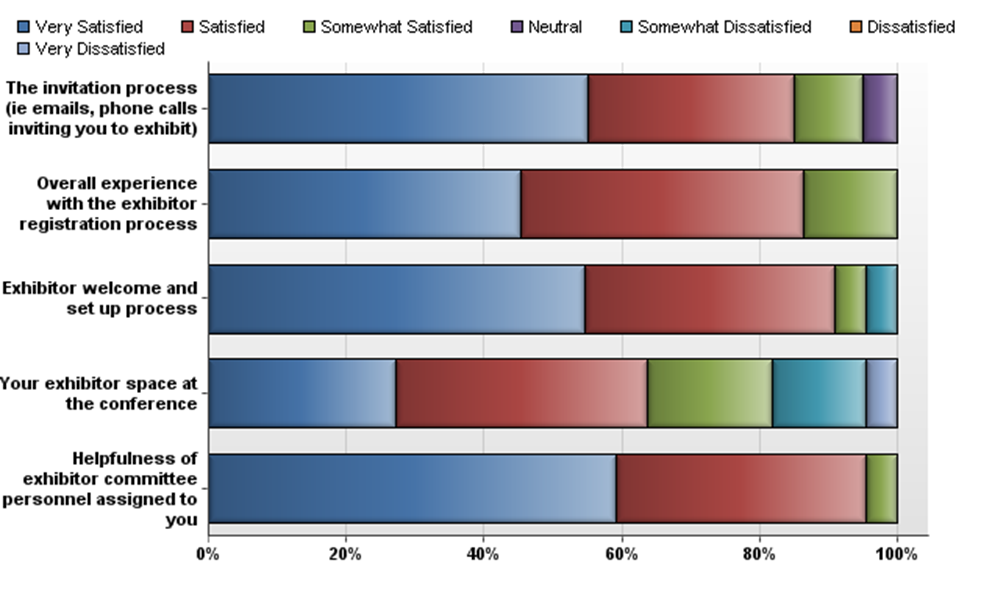 Very Satisfied Satisfied Somewhat Satisfied Neutral Somewhat Dissatisfied Dissatisfied
Very Dissatisfied
The invitation process
(ie emails, phone calls
inviting you to exhibit)
Overall experience
with the exhibitor
registration process
Exhibitor welcome and
set up process
Your exhibitor space at
the conference
Helpfulness of
exhibitor committee
personnel assigned to
you
0% 20% 40% 60% 80% 100%